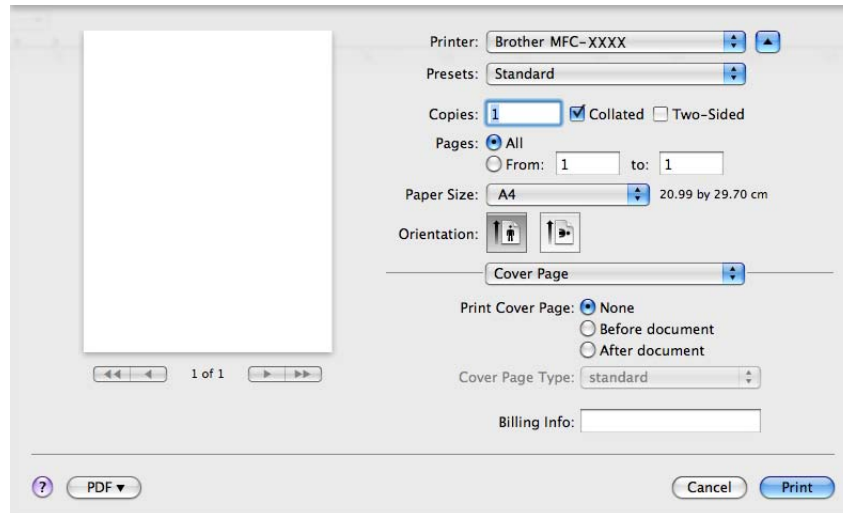 Printer: Brother MFC-XXXX
Presets: Standard
Copies: 1 Collated Two-Sided
Pages: All
From: 1 to: 1
Paper Size: A4 20.99 by 29.70 cm
Orientation:
Cover Page
Print Cover Page: None
Before document
After document
1 of 1
Cover Page Type: standard
Billing Info:
? PDF▼ Cancel Print